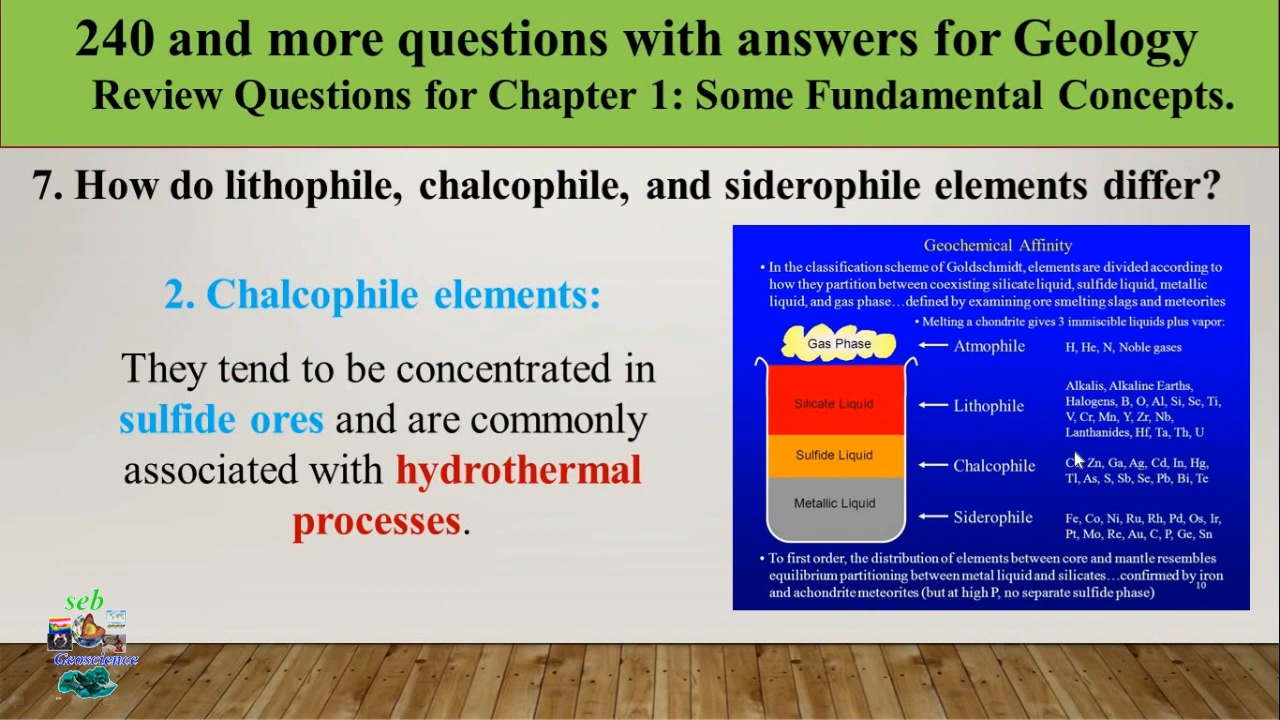 240 and more questions with answers for Geology
Review Questions for Chapter 1: Some Fundamental Concepts.
7. How do lithophile, chalcophile, and siderophile elements differ?
2. Chalcophile elements:
They tend to be concentrated in
sulfide ores and are commonly
associated with hydrothermal
processes.
Geochemical Affinity
• In the classification scheme of Goldschmidt, elements are divided according to
how they partition between coexisting silicate liquid, sulfide liquid, metallic
liquid, and gas phase…defined by examining ore smelting slags and meteorites
• Melting a chondrite gives 3 immiscible liquids plus vapor:
Gas Phase
Atmophile
H, He, N, Noble gases
Silicate Liquid
Lithophile
Alkalis, Alkaline Earths,
Halogens, B, O, Al, Si, Sc, Ti,
V, Cr, Mn, Y, Zr, Nb,
Lanthanides, Hf, Ta, Th, U
Sulfide Liquid
Chalcophile
Zn, Ga, Ag, Cd, In, Hg,
Tl, As, S, Sb, Se, Pb, Bi, Te
Metallic Liquid
Siderophile
Fe, Co, Ni, Ru, Rh, Pd, Os, Ir,
Pt, Mo, Re, Au, C, P, Ge, Sn
• To first order, the distribution of elements between core and mantle resembles
equilibrium partitioning between metal liquid and silicates…confirmed by iron
and achondrite meteorites (but at high P, no separate sulfide phase)
10
seb
Geoscience